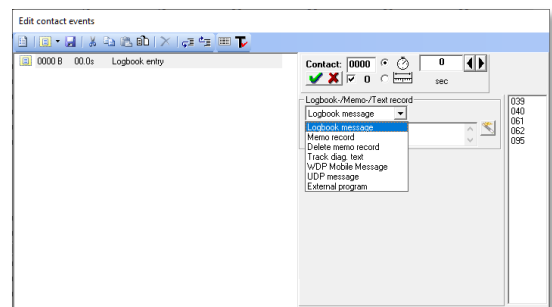 Edit contact events
0000 B 00.0s Logbook entry
Contact: 0000 0
0 sec
Logbook-/Memo-/Text record
Logbook message
Logbook message
Memo record
Delete memo record
Track diag. text
WDP Mobile Message
UDP message
External program
039
040
061
062
095